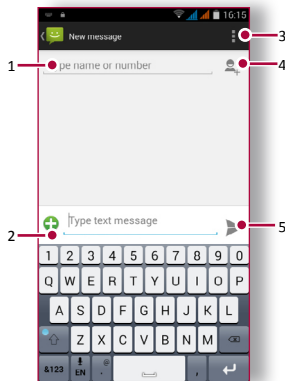 16:15
New message
3
1
pe name or number
4
2
Type text message
5
1 2 3 4 5 6 7 8 9 0
Q W E R T Y U I O P
A S D F G H J K L
Z X C V B N M
&123 EN @ . ,